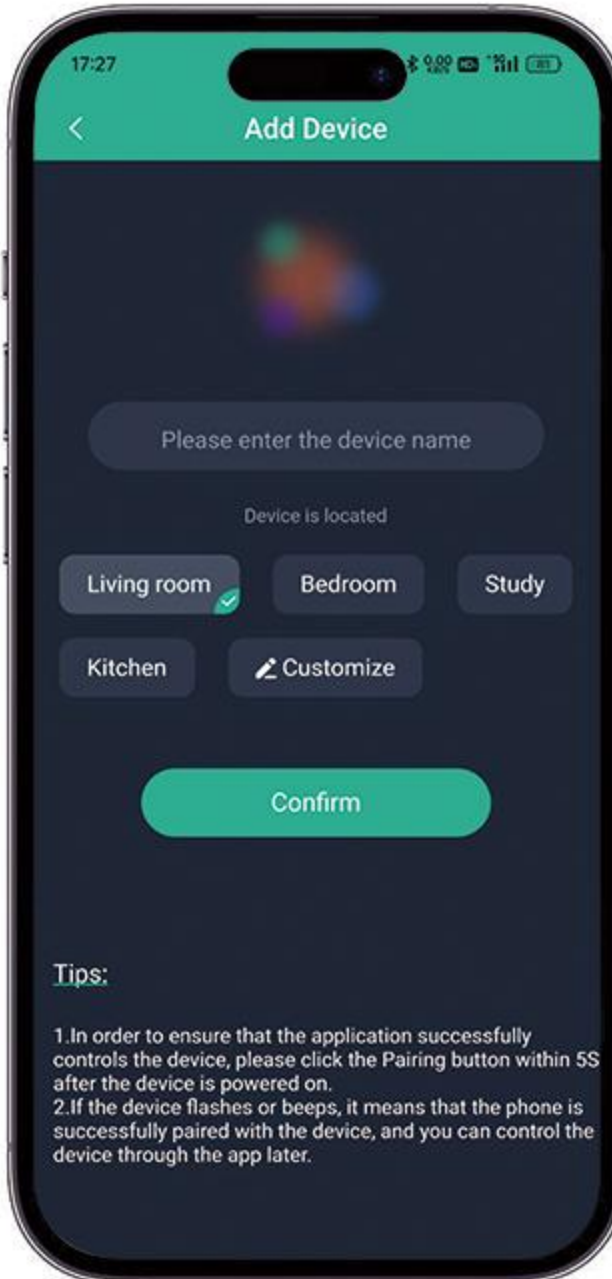 17:27
Add Device
Please enter the device name
Device is located
Living room Bedroom Study
Kitchen Customize
Confirm
Tips:
1.In order to ensure that the application successfully
controls the device, please click the Pairing button within 5S
after the device is powered on.
2.If the device flashes or beeps, it means that the phone is
successfully paired with the device, and you can control the
device through the app later.